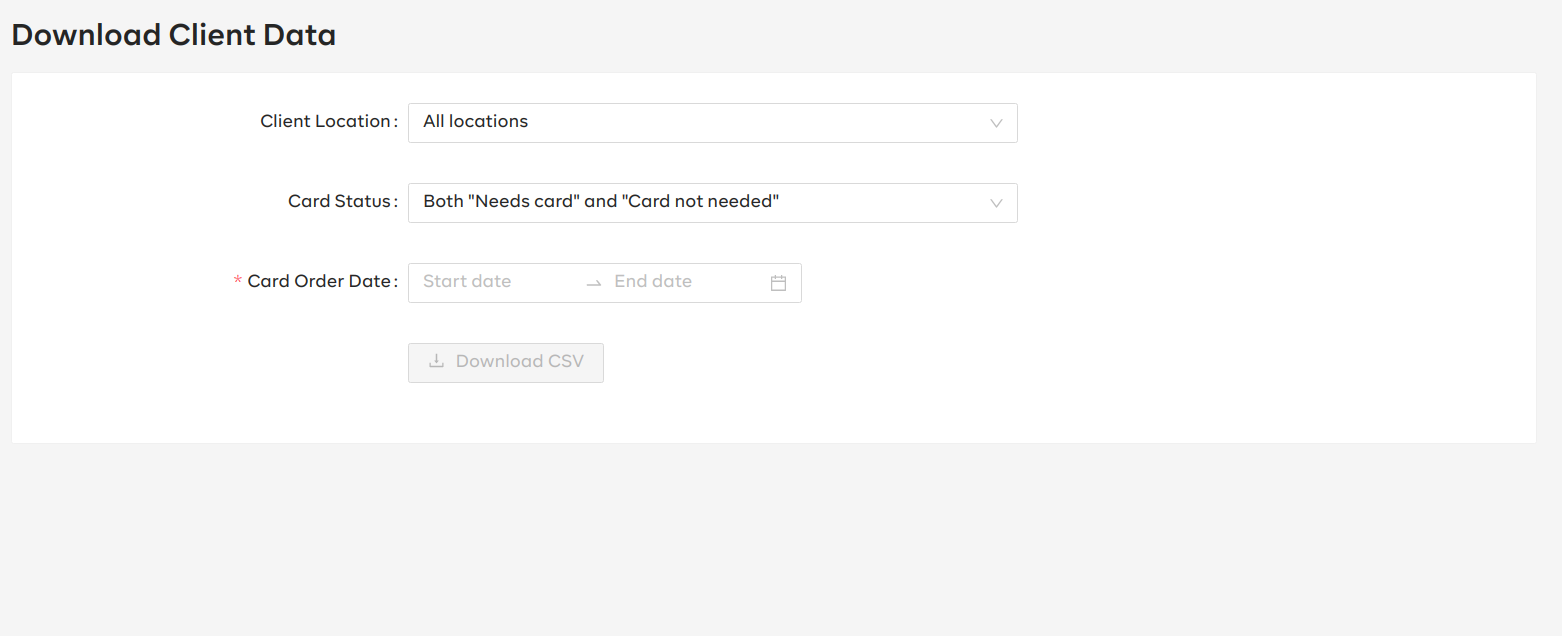 Download Client Data
Client Location: All locations
Card Status: Both "Needs card" and "Card not needed"
* Card Order Date: Start date End date
Download CSV